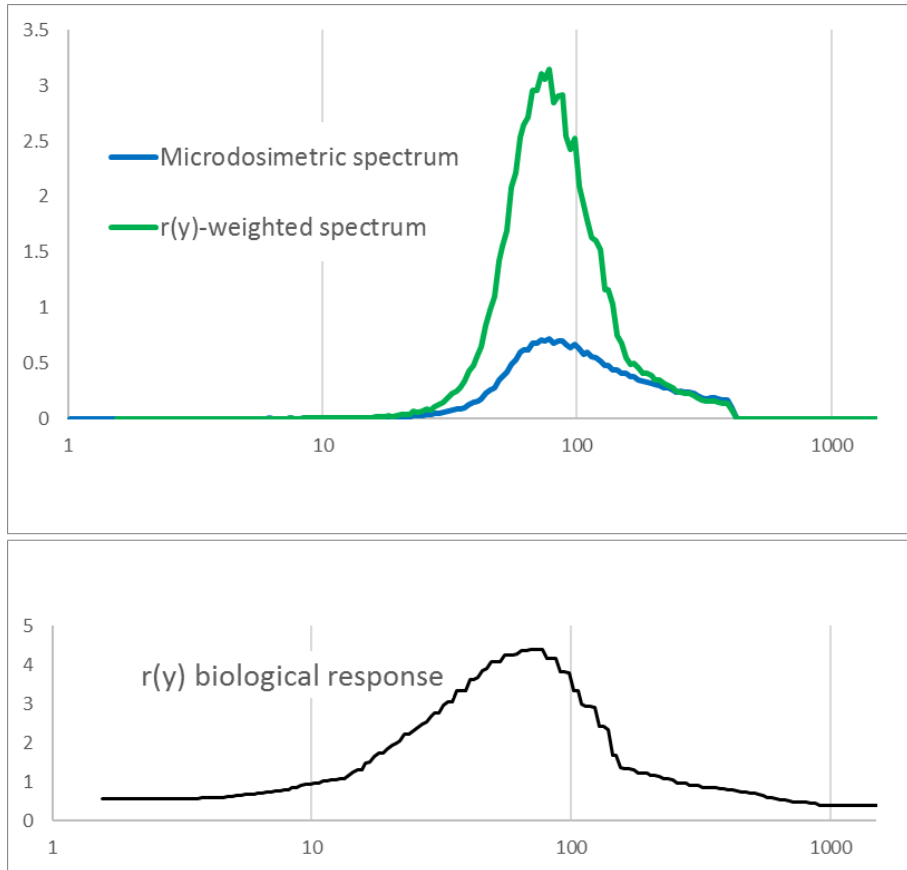 3.5
3
2.5
2
1.5
1
0.5
0
Microdosimetric spectrum
r(y)-weighted spectrum
1 10 100 1000
5
4
3
2
1
0
r(y) biological response
1 10 100 1000